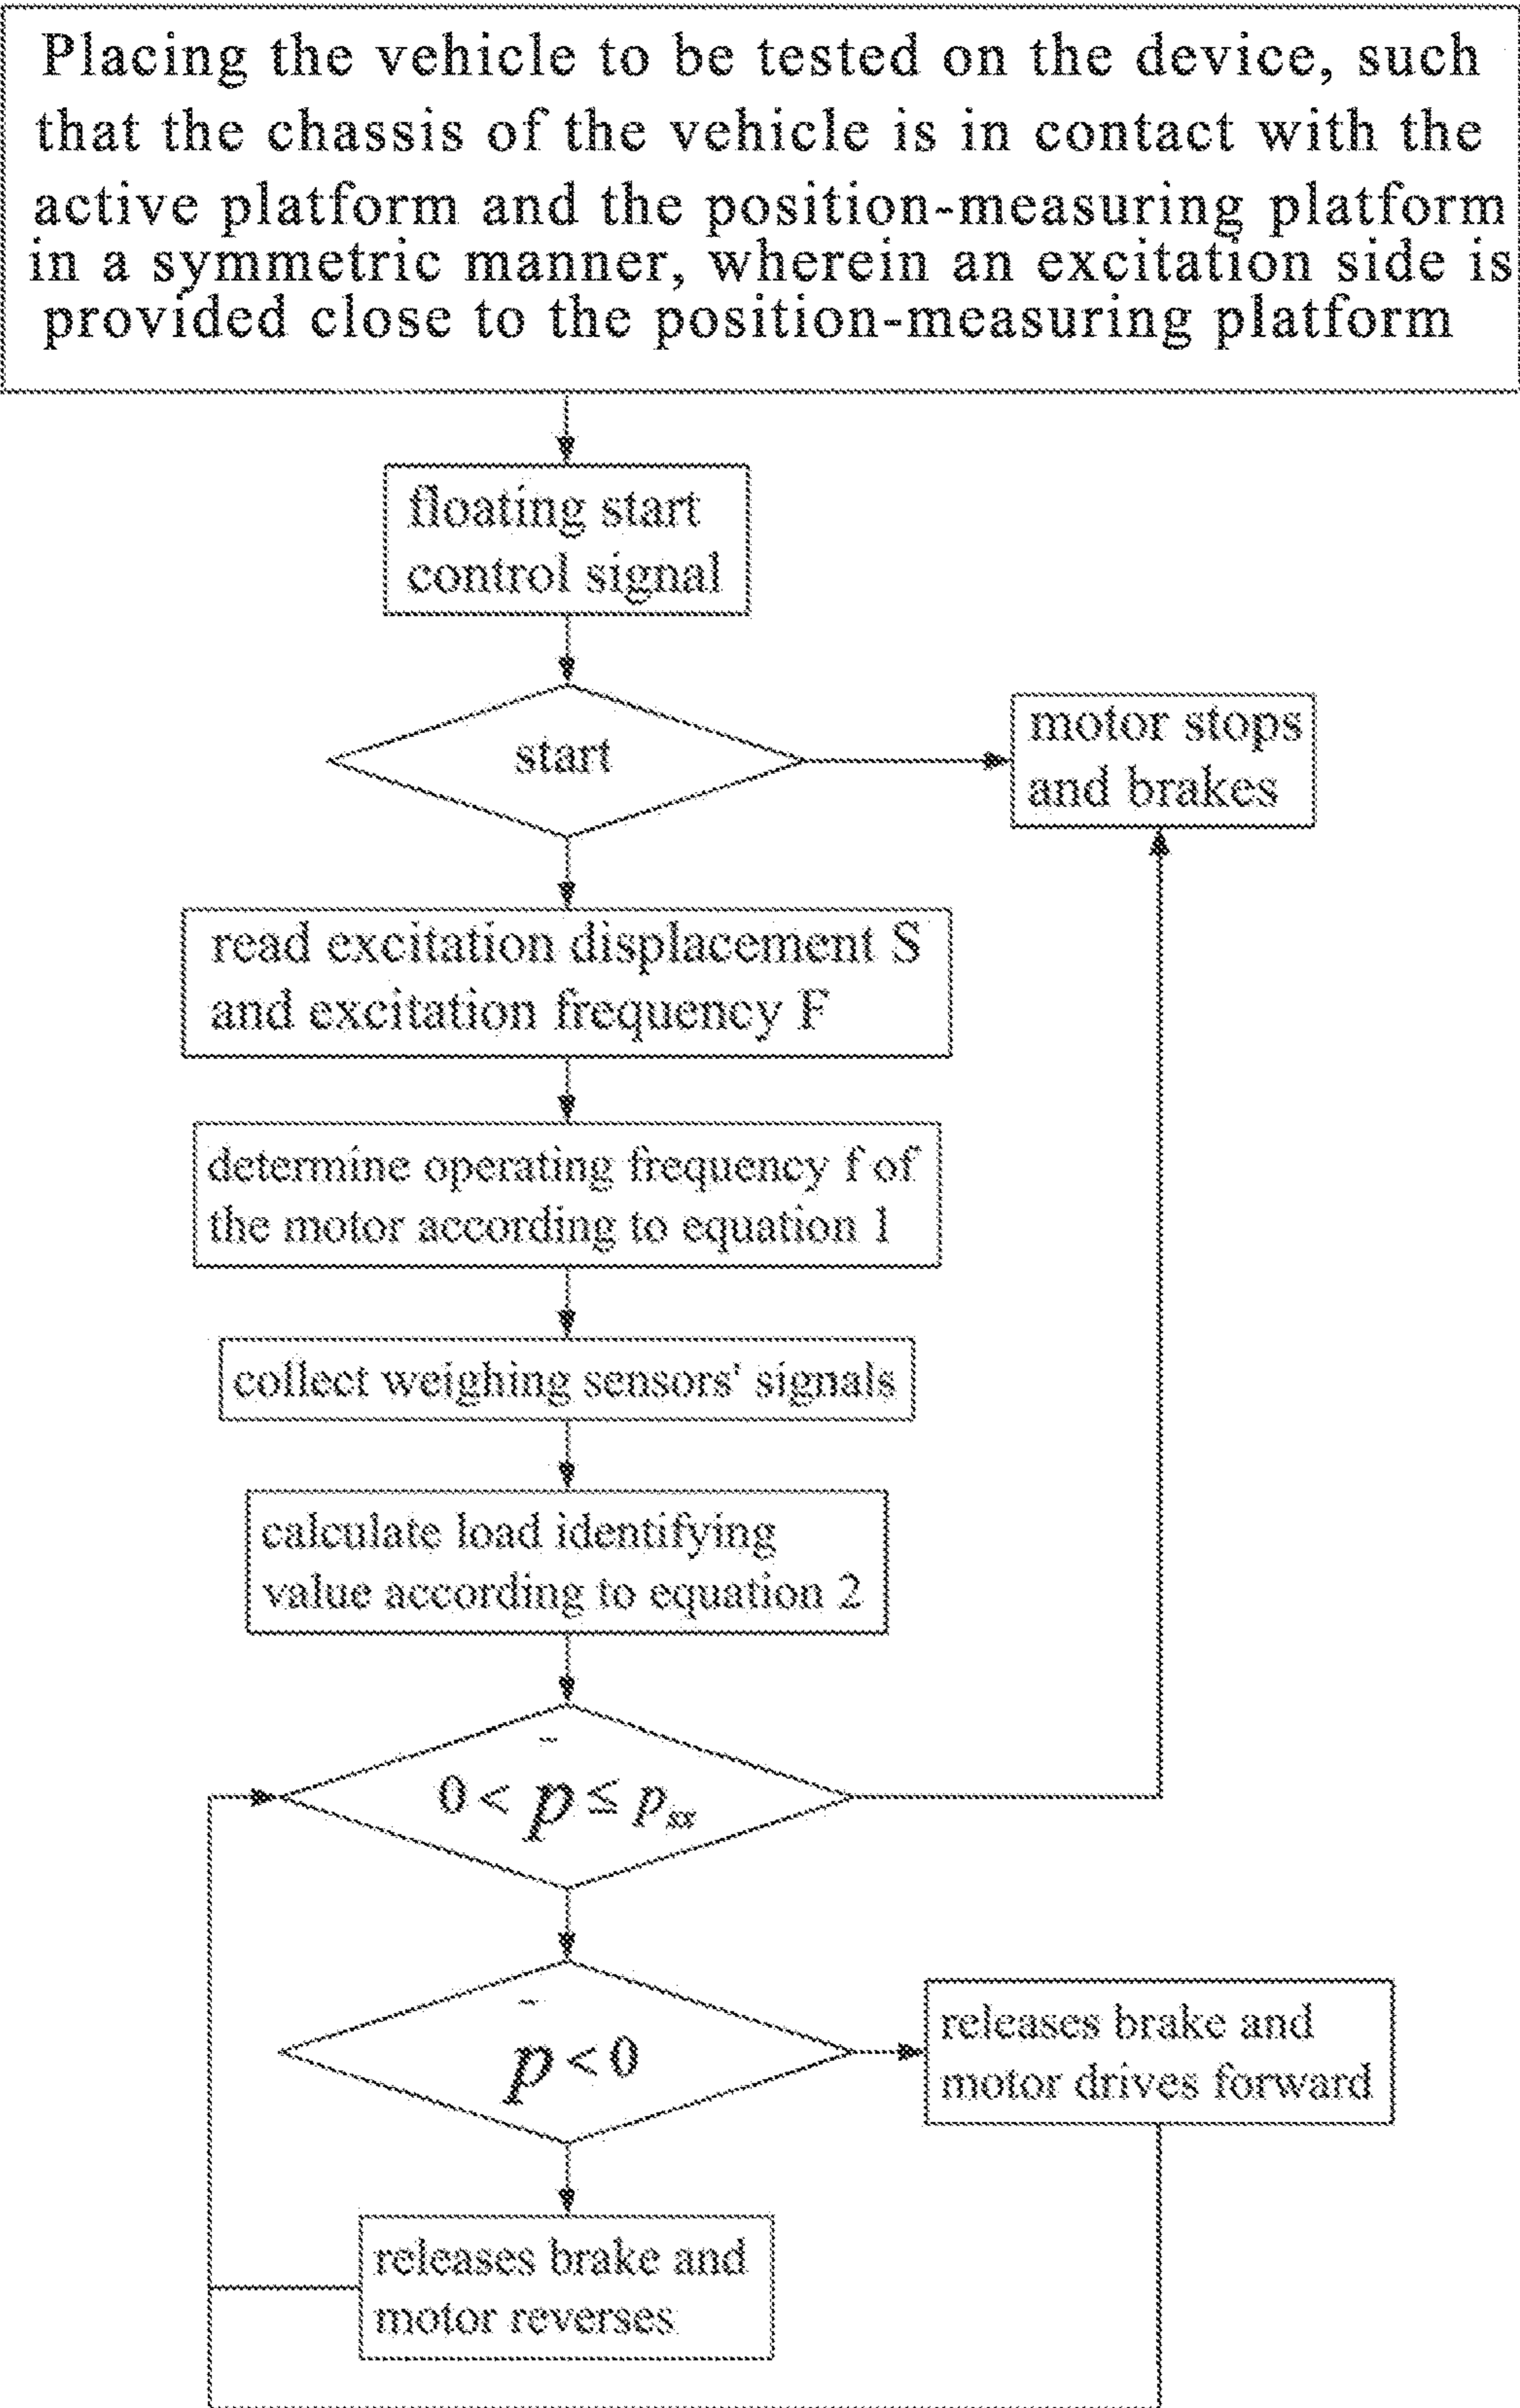 Placing the vehicle to be tested on the device, such
that the chassis of the vehicle is in contact with the
active platform and the position-measuring platform
in a symmetric manner, wherein an excitation side is
provided close to the position-measuring platform
floating start
control signal
start
motor stops
and brakes
read excitation displacement S
and excitation frequency F
determine operating frequency f of
the motor according to equation 1
collect weighing sensors' signals
calculate load identifying
value according to equation 2
0 < p̄ ≤ pₛₓ
p̄ < 0
releases brake and
motor drives forward
releases brake and
motor reverses